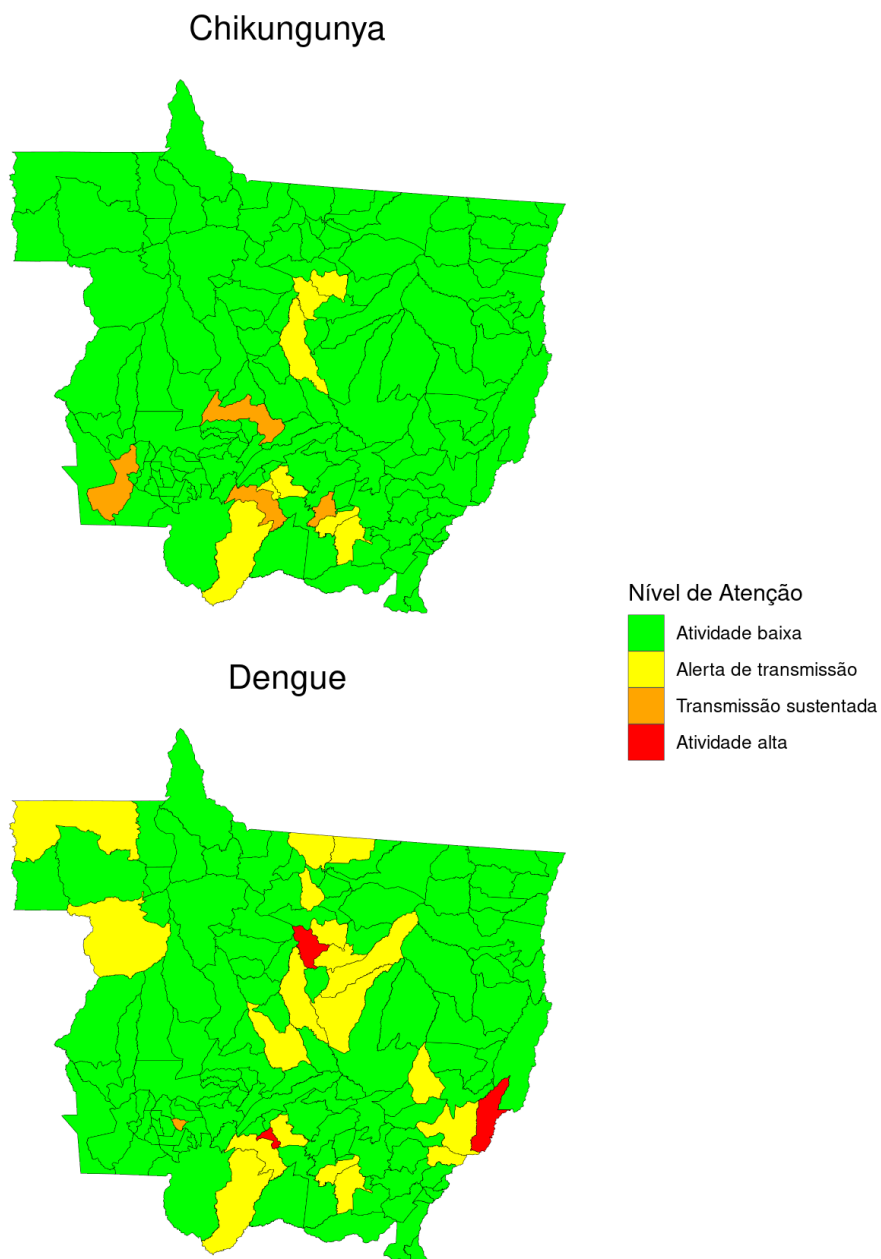 Chikungunya
Dengue
Nível de Atenção
Atividade baixa
Alerta de transmissão
Transmissão sustentada
Atividade alta